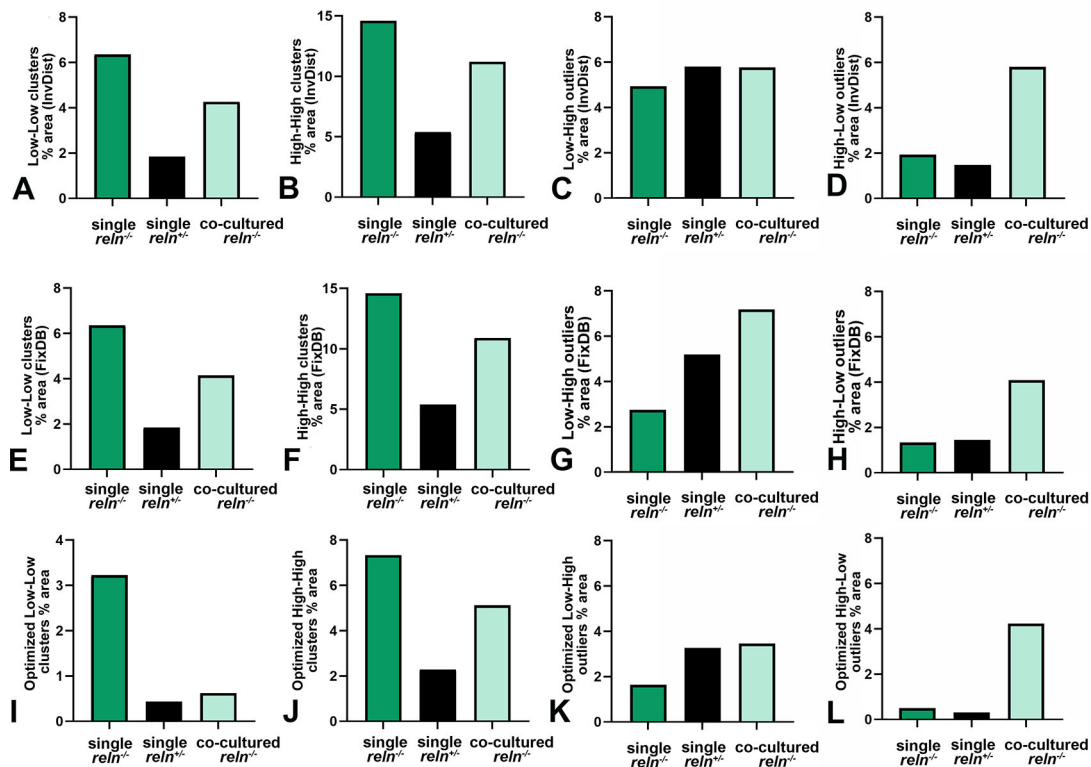 Low-Low clusters
% area (InvDist)
8
6
4
2
0
A
single
reln-/-
single
reln+/-
co-cultured
reln-/-
High-High clusters
% area (InvDist)
15
10
5
0
B
single
reln-/-
single
reln+/-
co-cultured
reln-/-
Low-High outliers
% area (InvDist)
8
6
4
2
0
C
single
reln-/-
single
reln+/-
co-cultured
reln-/-
High-Low outliers
% area (InvDist)
8
6
4
2
0
D
single
reln-/-
single
reln+/-
co-cultured
reln-/-
Low-Low clusters
% area (FixDB)
8
6
4
2
0
E
single
reln-/-
single
reln+/-
co-cultured
reln-/-
High-High clusters
% area (FixDB)
15
10
5
0
F
single
reln-/-
single
reln+/-
co-cultured
reln-/-
Low-High outliers
% area (FixDB)
8
6
4
2
0
G
single
reln-/-
single
reln+/-
co-cultured
reln-/-
High-Low outliers
% area (FixDB)
8
6
4
2
0
H
single
reln-/-
single
reln+/-
co-cultured
reln-/-
Optimized Low-Low
clusters % area
4
3
2
1
0
I
single
reln-/-
single
reln+/-
co-cultured
reln-/-
Optimized High-High
clusters % area
8
6
4
2
0
J
single
reln-/-
single
reln+/-
co-cultured
reln-/-
Optimized Low-High
outliers % area
8
6
4
2
0
K
single
reln-/-
single
reln+/-
co-cultured
reln-/-
Optimized High-Low
outliers % area
8
6
4
2
0
L
single
reln-/-
single
reln+/-
co-cultured
reln-/-